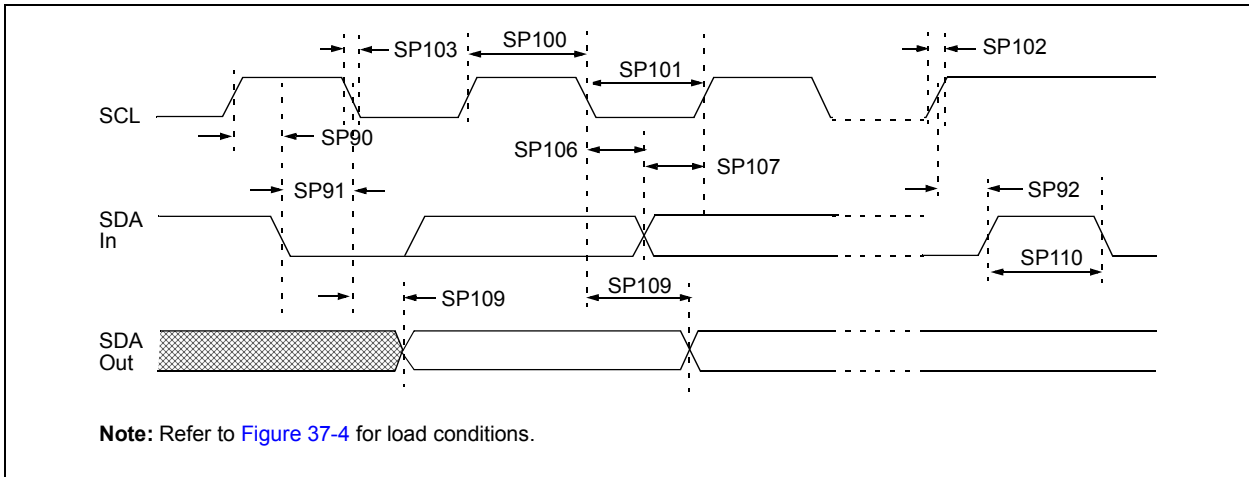 SP103
SP100
SP101
SP102
SCL
SP90
SP106
SP107
SP91
SP92
SDA
In
SP110
SP109
SP109
SDA
Out
Note: Refer to Figure 37-4 for load conditions.